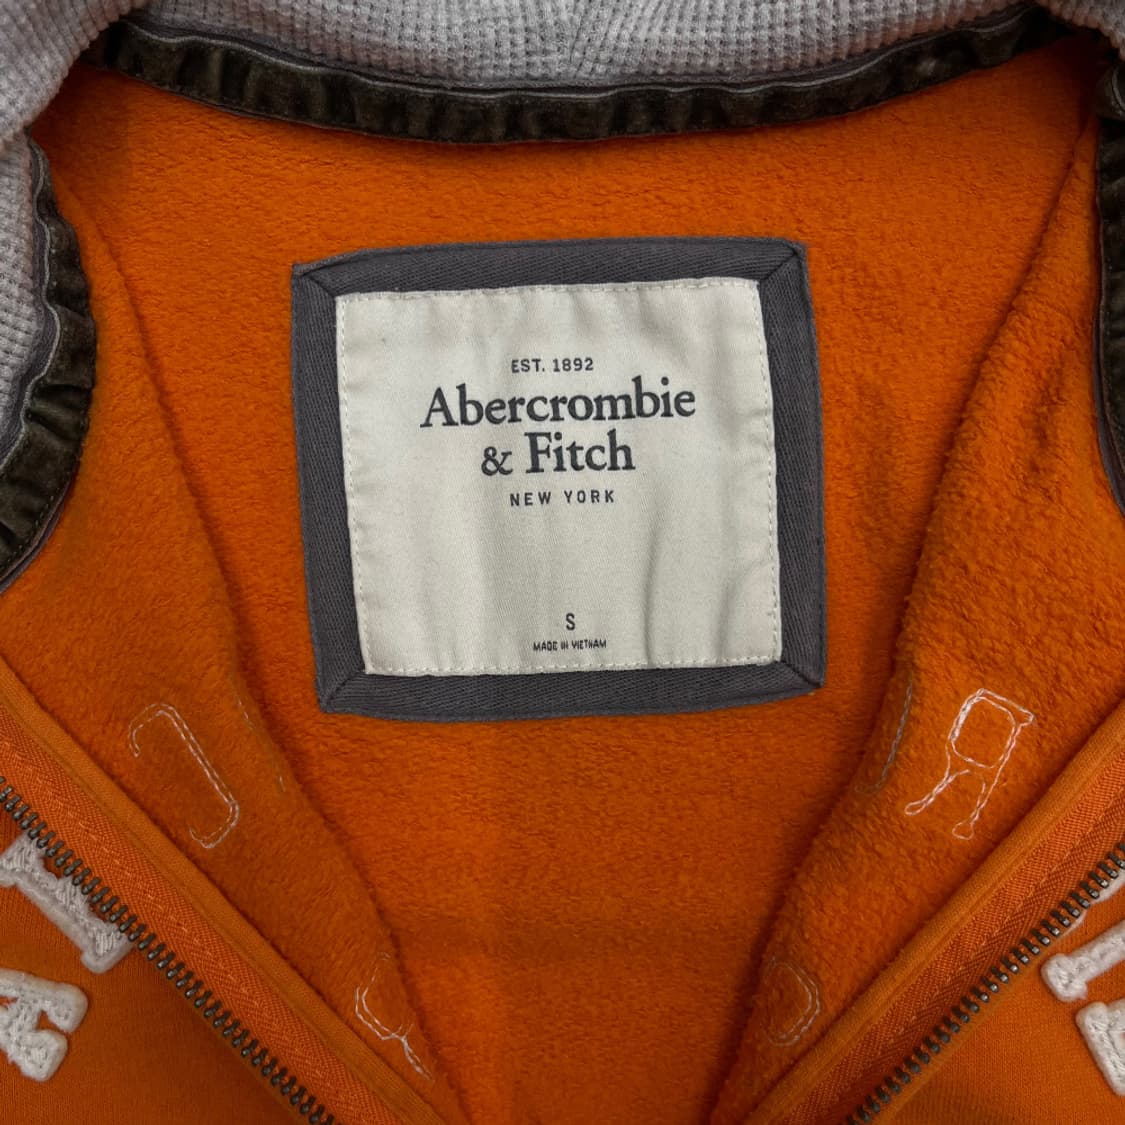 EST. 1892
Abercrombie
& Fitch
NEW YORK
S
MADE IN VIETNAM